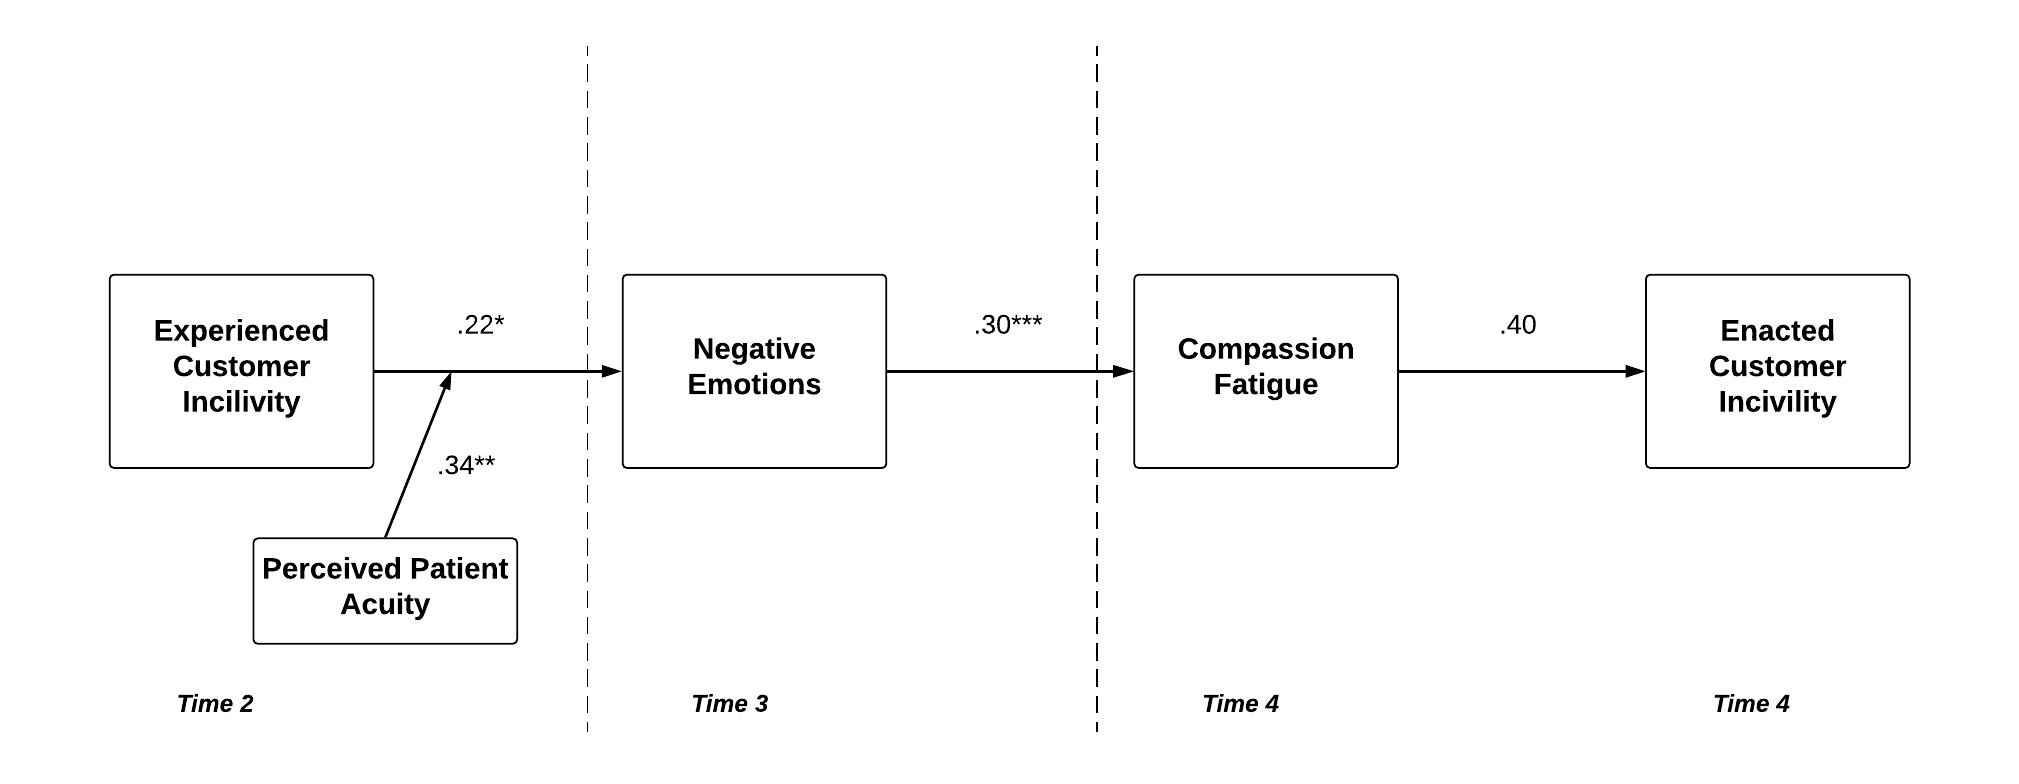 Experienced
Customer
Incilivity
.22*
Negative
Emotions
.30***
Compassion
Fatigue
.40
Enacted
Customer
Incivility
.34**
Perceived Patient
Acuity
Time 2
Time 3
Time 4
Time 4